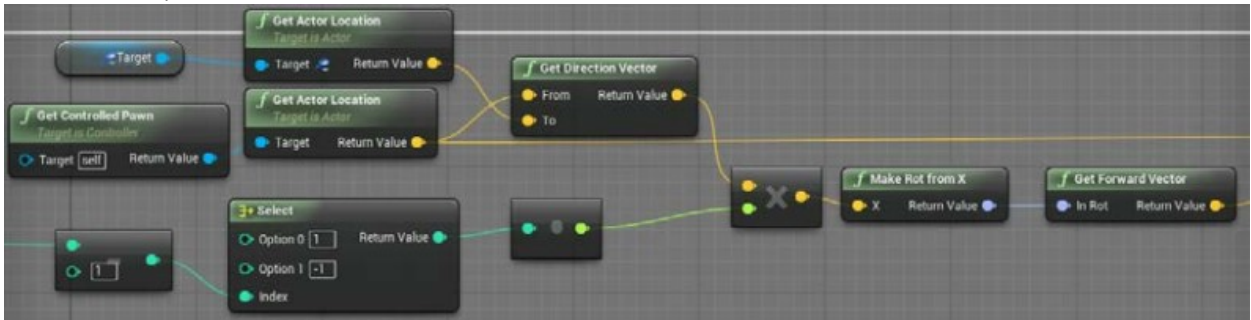 Target
f Get Actor Location
Target is Actor
Target Return Value
f Get Direction Vector
From Return Value
To
f Get Actor Location
Target is Actor
Target Return Value
f Get Controlled Pawn
Target is Controller
Target self Return Value
X
f Make Rot from X
X Return Value
f Get Forward Vector
In Rot Return Value
Select
Option 0 1 Return Value
Option 1 -1
Index
1